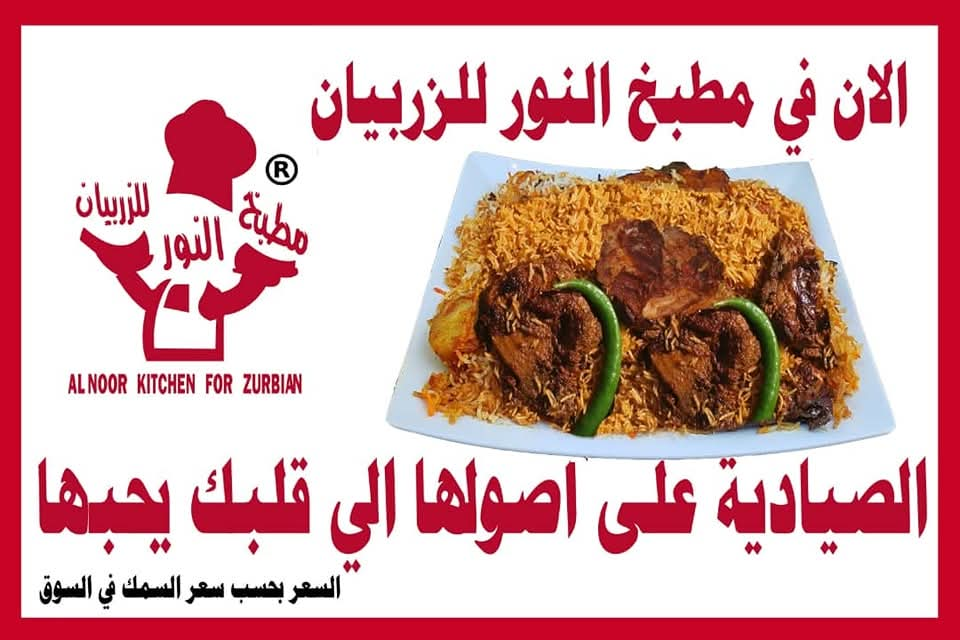 الان في مطبخ النور للزربيان
®
مطبخ النور للزربيان
AL NOOR KITCHEN FOR ZURBIAN
الصيادية على اصولها الي قلبك يحبها
السعر بحسب سعر السمك في السوق